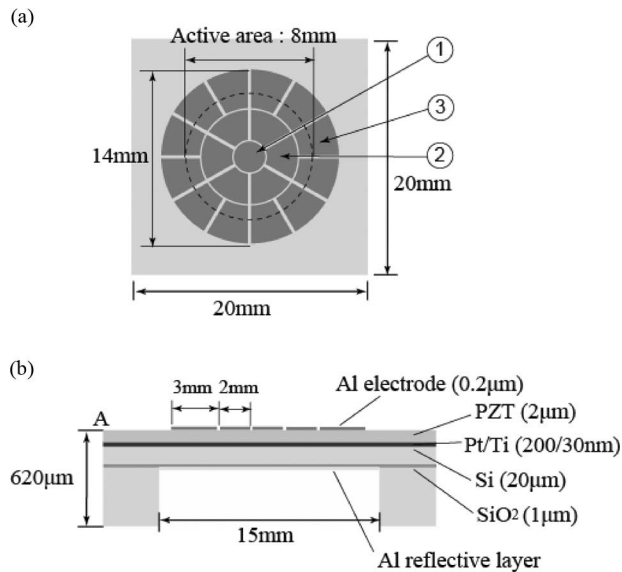 (a)
Active area : 8mm
①
③
②
14mm
20mm
20mm
(b)
3mm
2mm
Al electrode (0.2μm)
A
PZT (2μm)
Pt/Ti (200/30nm)
620μm
Si (20μm)
SiO₂ (1μm)
15mm
Al reflective layer